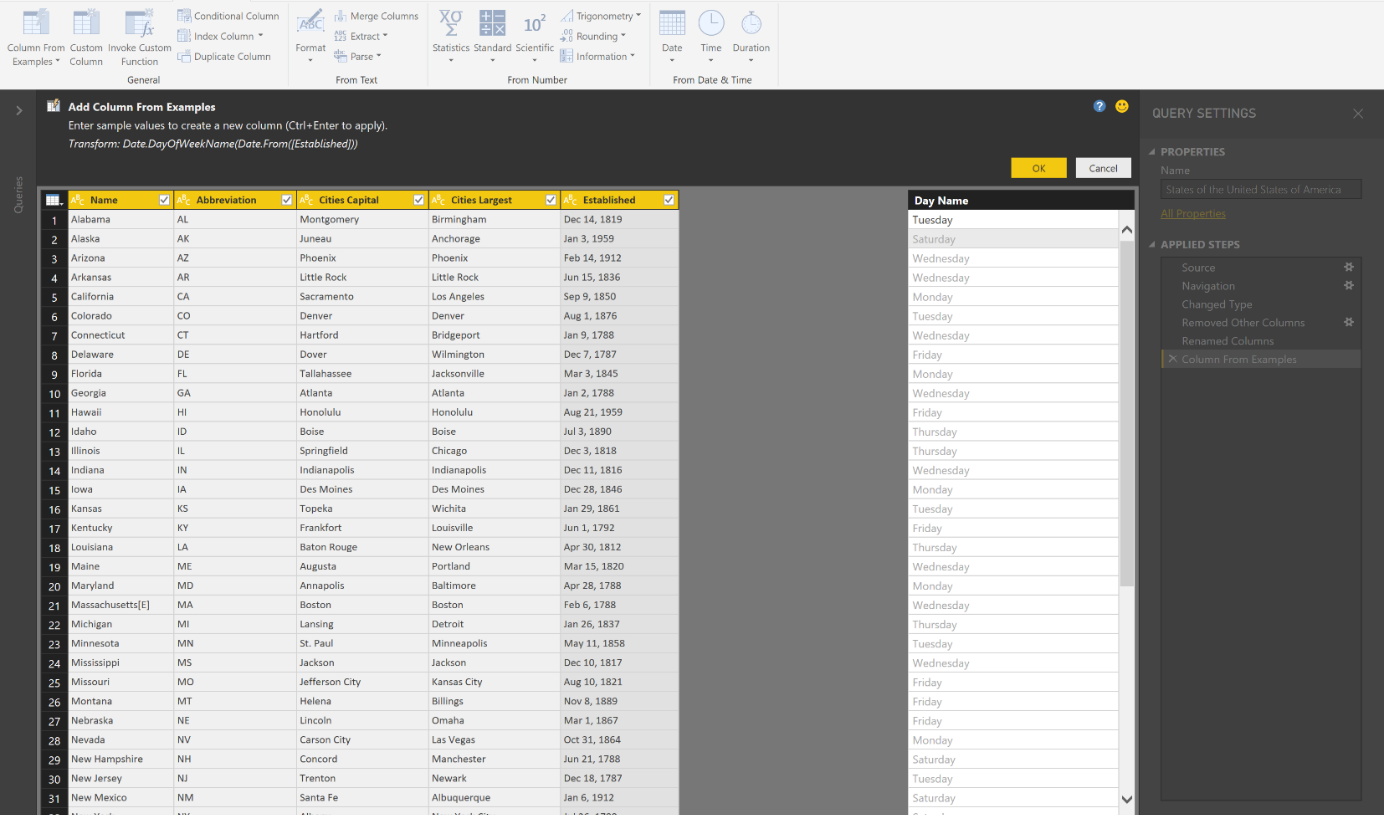 Column From Examples
Custom Column
Invoke Custom Function
Conditional Column
Index Column
Duplicate Column
General
ABC
Format
Merge Columns
ABC 123 Extract
abc Parse
From Text
XΟ Σ
Statistics
Standard
10²
Scientific
Trigonometry
.00 Rounding
Information
From Number
Date
Time
Duration
From Date & Time
Queries
Add Column From Examples
Enter sample values to create a new column (Ctrl+Enter to apply).
Transform: Date.DayOfWeekName(Date.From([Established]))
?
OK Cancel
ABC Name ABC Abbreviation ABC Cities Capital ABC Cities Largest ABC Established Day Name
1 Alabama AL Montgomery Birmingham Dec 14, 1819 Tuesday
2 Alaska AK Juneau Anchorage Jan 3, 1959 Saturday
3 Arizona AZ Phoenix Phoenix Feb 14, 1912 Wednesday
4 Arkansas AR Little Rock Little Rock Jun 15, 1836 Wednesday
5 California CA Sacramento Los Angeles Sep 9, 1850 Monday
6 Colorado CO Denver Denver Aug 1, 1876 Tuesday
7 Connecticut CT Hartford Bridgeport Jan 9, 1788 Wednesday
8 Delaware DE Dover Wilmington Dec 7, 1787 Friday
9 Florida FL Tallahassee Jacksonville Mar 3, 1845 Monday
10 Georgia GA Atlanta Atlanta Jan 2, 1788 Wednesday
11 Hawaii HI Honolulu Honolulu Aug 21, 1959 Friday
12 Idaho ID Boise Boise Jul 3, 1890 Thursday
13 Illinois IL Springfield Chicago Dec 3, 1818 Thursday
14 Indiana IN Indianapolis Indianapolis Dec 11, 1816 Wednesday
15 Iowa IA Des Moines Des Moines Dec 28, 1846 Monday
16 Kansas KS Topeka Wichita Jan 29, 1861 Tuesday
17 Kentucky KY Frankfort Louisville Jun 1, 1792 Friday
18 Louisiana LA Baton Rouge New Orleans Apr 30, 1812 Thursday
19 Maine ME Augusta Portland Mar 15, 1820 Wednesday
20 Maryland MD Annapolis Baltimore Apr 28, 1788 Monday
21 Massachusetts[E] MA Boston Boston Feb 6, 1788 Wednesday
22 Michigan MI Lansing Detroit Jan 26, 1837 Thursday
23 Minnesota MN St. Paul Minneapolis May 11, 1858 Tuesday
24 Mississippi MS Jackson Jackson Dec 10, 1817 Wednesday
25 Missouri MO Jefferson City Kansas City Aug 10, 1821 Friday
26 Montana MT Helena Billings Nov 8, 1889 Friday
27 Nebraska NE Lincoln Omaha Mar 1, 1867 Friday
28 Nevada NV Carson City Las Vegas Oct 31, 1864 Monday
29 New Hampshire NH Concord Manchester Jun 21, 1788 Saturday
30 New Jersey NJ Trenton Newark Dec 18, 1787 Tuesday
31 New Mexico NM Santa Fe Albuquerque Jan 6, 1912 Saturday
QUERY SETTINGS
PROPERTIES
Name
States of the United States of America
All Properties
APPLIED STEPS
Source
Navigation
Changed Type
Removed Other Columns
Renamed Columns
Column From Examples